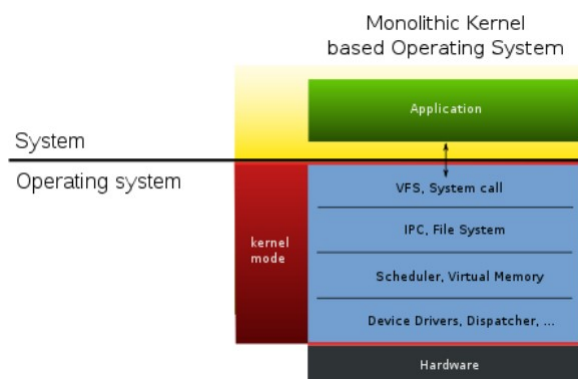 Monolithic Kernel
based Operating System
Application
System
Operating system
VFS, System call
kernel
mode
IPC, File System
Scheduler, Virtual Memory
Device Drivers, Dispatcher, ...
Hardware